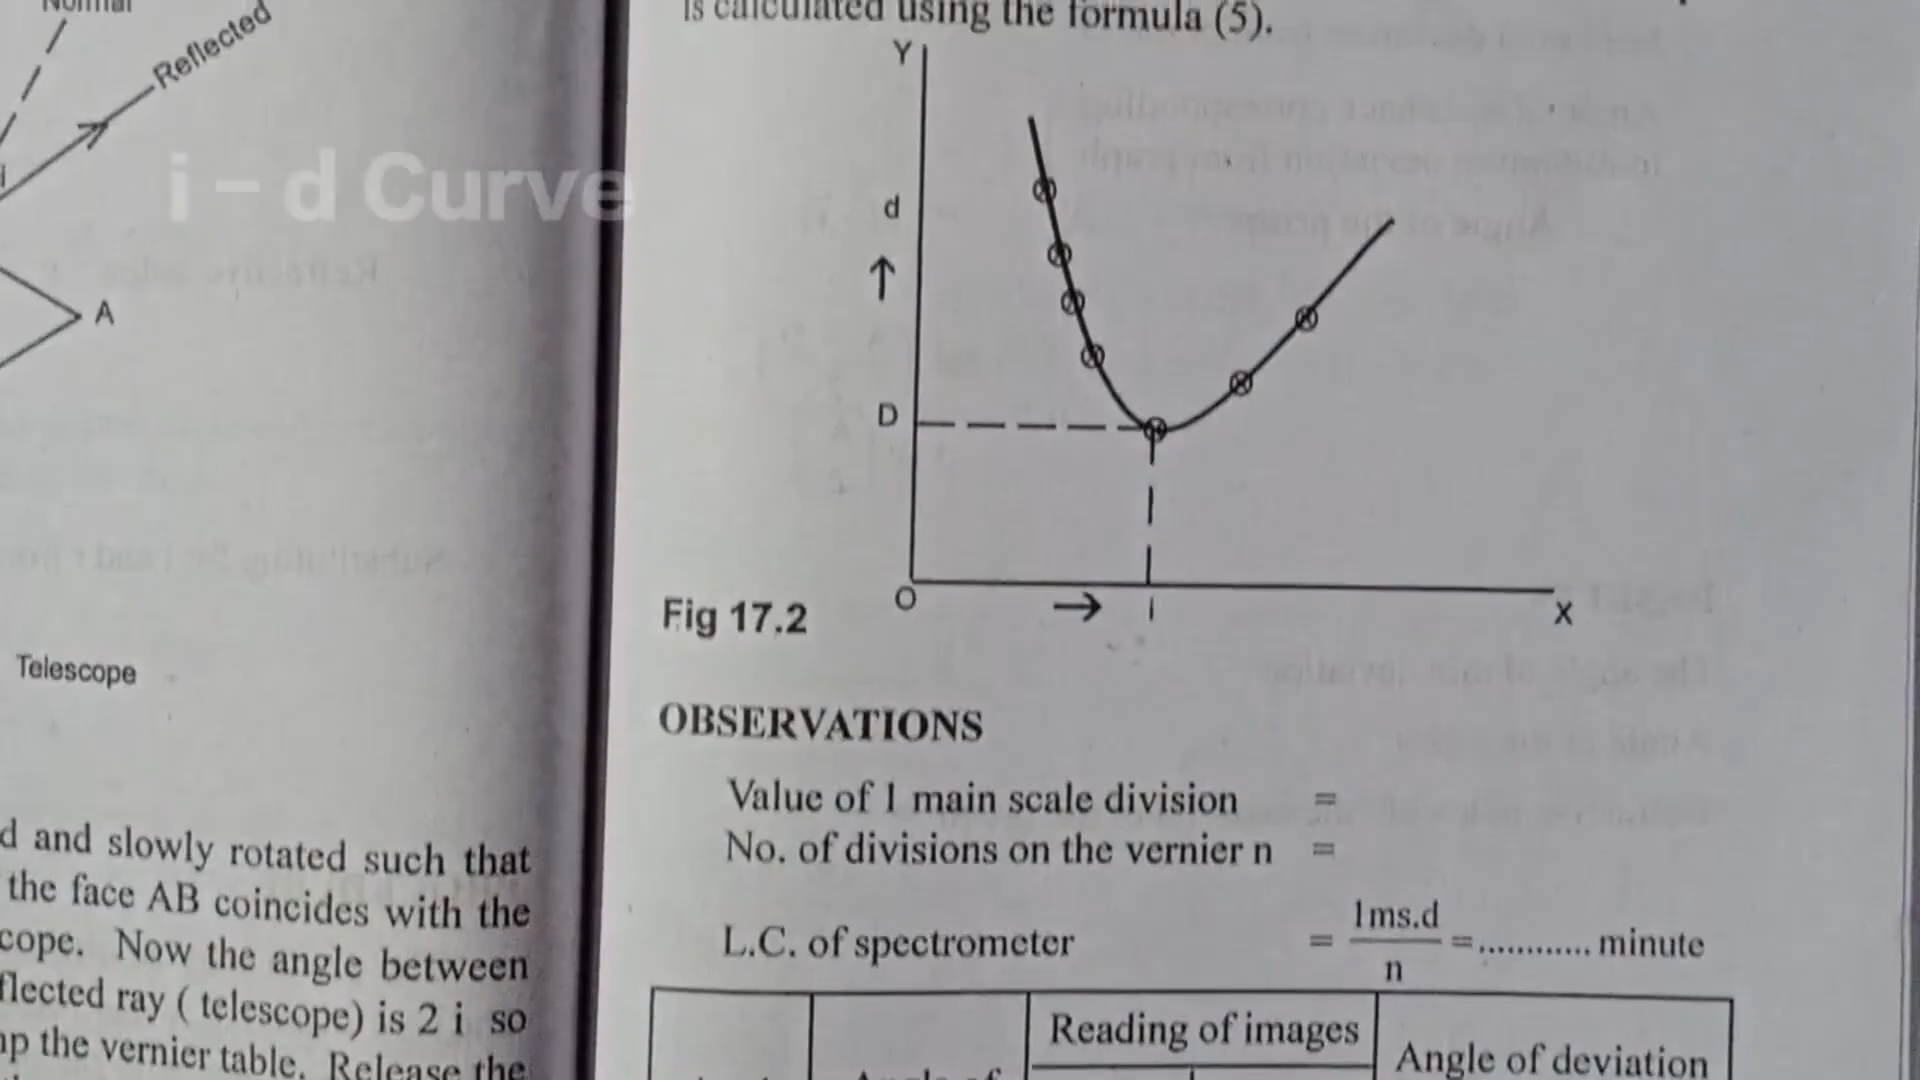 Normal
Reflected
A
Telescope
d and slowly rotated such that
the face AB coincides with the
cope. Now the angle between
flected ray ( telescope) is 2 i so
np the vernier table. Release the
i – d Curve
is calculated using the formula (5).
Y
d
↑
D
O
→
i
X
Fig 17.2
OBSERVATIONS
Value of 1 main scale division =
No. of divisions on the vernier n =
L.C. of spectrometer = 1ms.d / n = ............ minute
Reading of images
Angle of
Angle of deviation